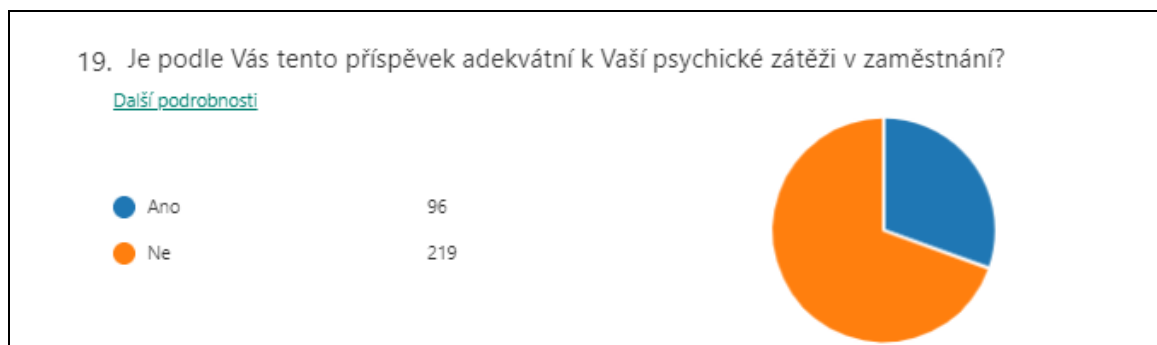 19. Je podle Vás tento příspěvek adekvátní k Vaší psychické zátěži v zaměstnání?
Další podrobnosti
Ano 96
Ne 219